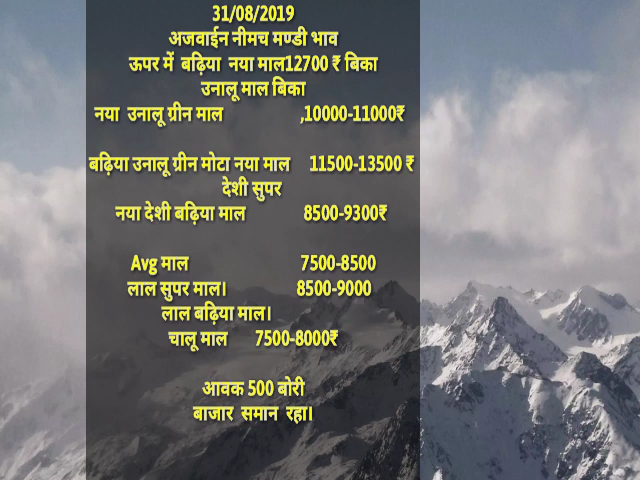 31/08/2019
अजवाईन नीमच मण्डी भाव
ऊपर में बढ़िया नया माल12700 ₹ बिका
उनालू माल बिका
नया उनालू ग्रीन माल ,10000-11000₹
बढ़िया उनालू ग्रीन मोटा नया माल 11500-13500 ₹
देशी सुपर
नया देशी बढ़िया माल 8500-9300₹
Avg माल 7500-8500
लाल सुपर माल। 8500-9000
लाल बढ़िया माल।
चालू माल 7500-8000₹
आवक 500 बोरी
बाजार समान रहा।